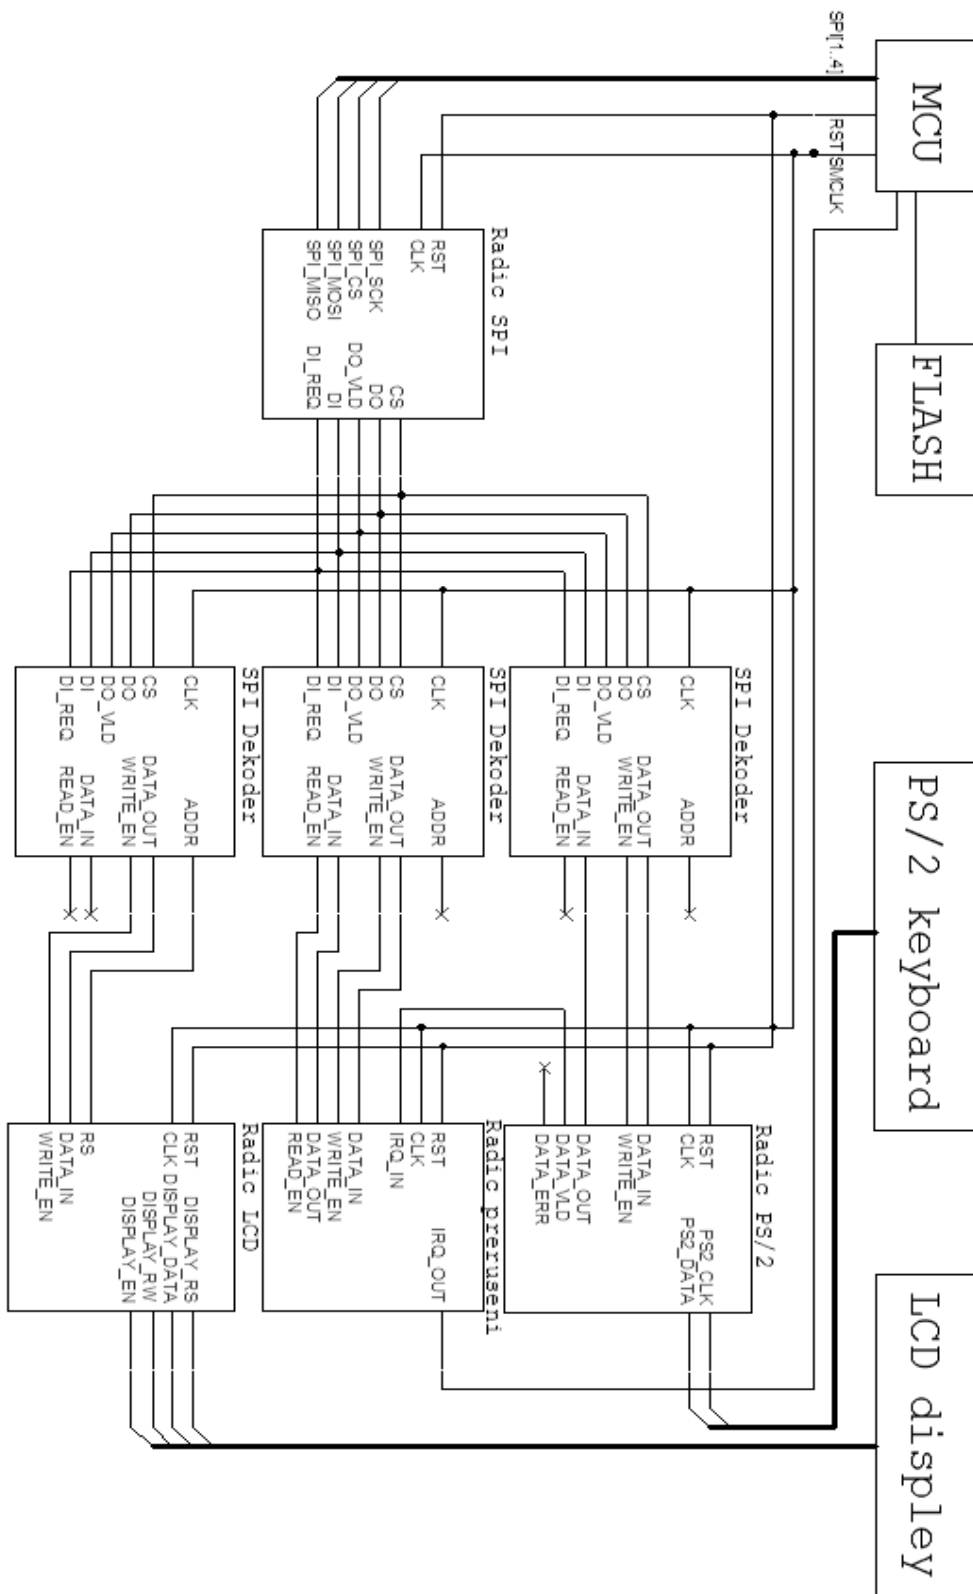 MCU
FLASH
PS/2 keyboard
LCD displey
SPI[1..4]
RST
SMCLK
Radic SPI
RST
CLK
SPI_SCK
SPI_CS
SPI_MOSI
SPI_MISO
CS
DO
DO_VLD
DI
DI_REQ
SPI Dekoder
CLK
CS
DO
DO_VLD
DI
DI_REQ
ADDR
DATA_OUT
WRITE_EN
DATA_IN
READ_EN
SPI Dekoder
CLK
CS
DO
DO_VLD
DI
DI_REQ
ADDR
DATA_OUT
WRITE_EN
DATA_IN
READ_EN
SPI Dekoder
CLK
CS
DO
DO_VLD
DI
DI_REQ
ADDR
DATA_OUT
WRITE_EN
DATA_IN
READ_EN
Radic PS/2
RST
CLK
DATA_IN
WRITE_EN
DATA_OUT
DATA_VLD
DATA_ERR
PS2_CLK
PS2_DATA
Radic preruseni
RST
CLK
IRQ_IN
DATA_IN
WRITE_EN
DATA_OUT
READ_EN
IRQ_OUT
Radic LCD
RST
CLK
RS
DATA_IN
WRITE_EN
DISPLAY_RS
DISPLAY_DATA
DISPLAY_RW
DISPLAY_EN